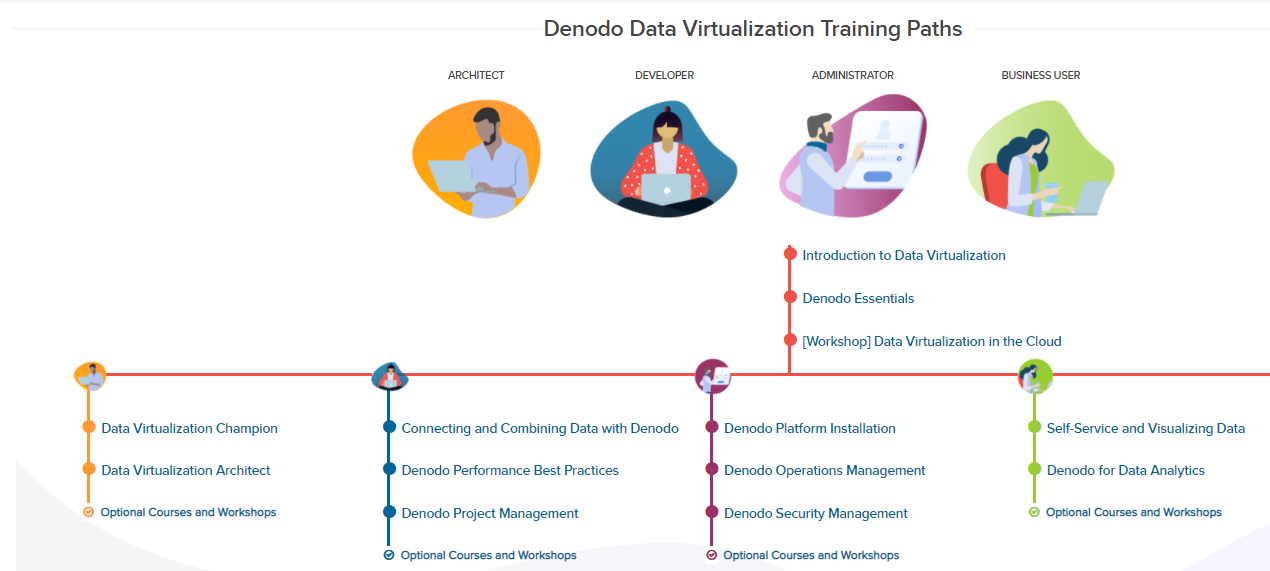 Denodo Data Virtualization Training Paths
ARCHITECT
DEVELOPER
ADMINISTRATOR
BUSINESS USER
Introduction to Data Virtualization
Denodo Essentials
[Workshop] Data Virtualization in the Cloud
Data Virtualization Champion
Data Virtualization Architect
Optional Courses and Workshops
Connecting and Combining Data with Denodo
Denodo Performance Best Practices
Denodo Project Management
Optional Courses and Workshops
Denodo Platform Installation
Denodo Operations Management
Denodo Security Management
Optional Courses and Workshops
Self-Service and Visualizing Data
Denodo for Data Analytics
Optional Courses and Workshops